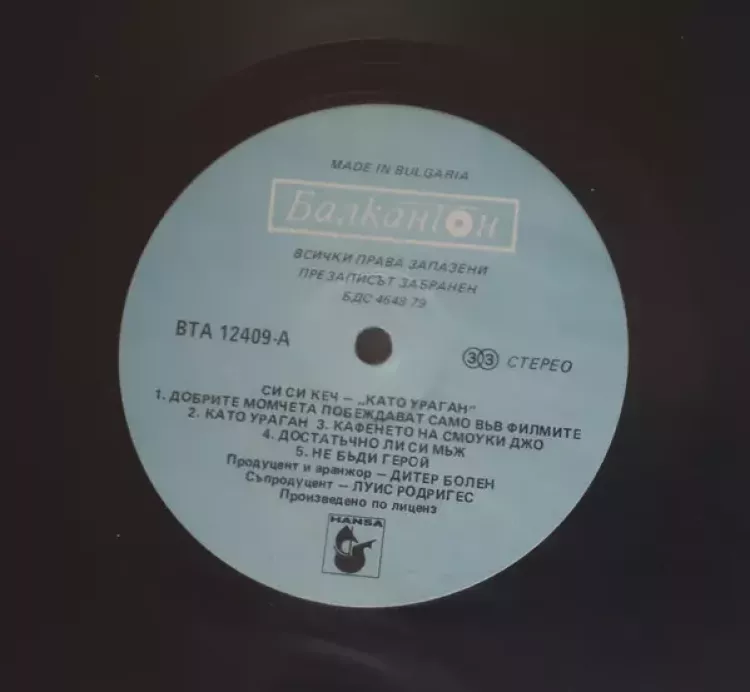 MADE IN BULGARIA
Балкантон
ВСИЧКИ ПРАВА ЗАПАЗЕНИ
ПРЕЗАПИСЪТ ЗАБРАНЕН
БДС 4648 79
ВТА 12409-А
33 СТЕРЕО
СИ СИ КЕЧ – „КАТО УРАГАН"
1. ДОБРИТЕ МОМЧЕТА ПОБЕЖДАВАТ САМО ВЪВ ФИЛМИТЕ
2. КАТО УРАГАН 3. КАФЕНЕТО НА СМОУКИ ДЖО
4. ДОСТАТЪЧНО ЛИ СИ МЪЖ
5. НЕ БЪДИ ГЕРОЙ
Продуцент и аранжор – ДИТЕР БОЛЕН
Съпродуцент – ЛУИС РОДРИГЕС
Произведено по лиценз
HANSA